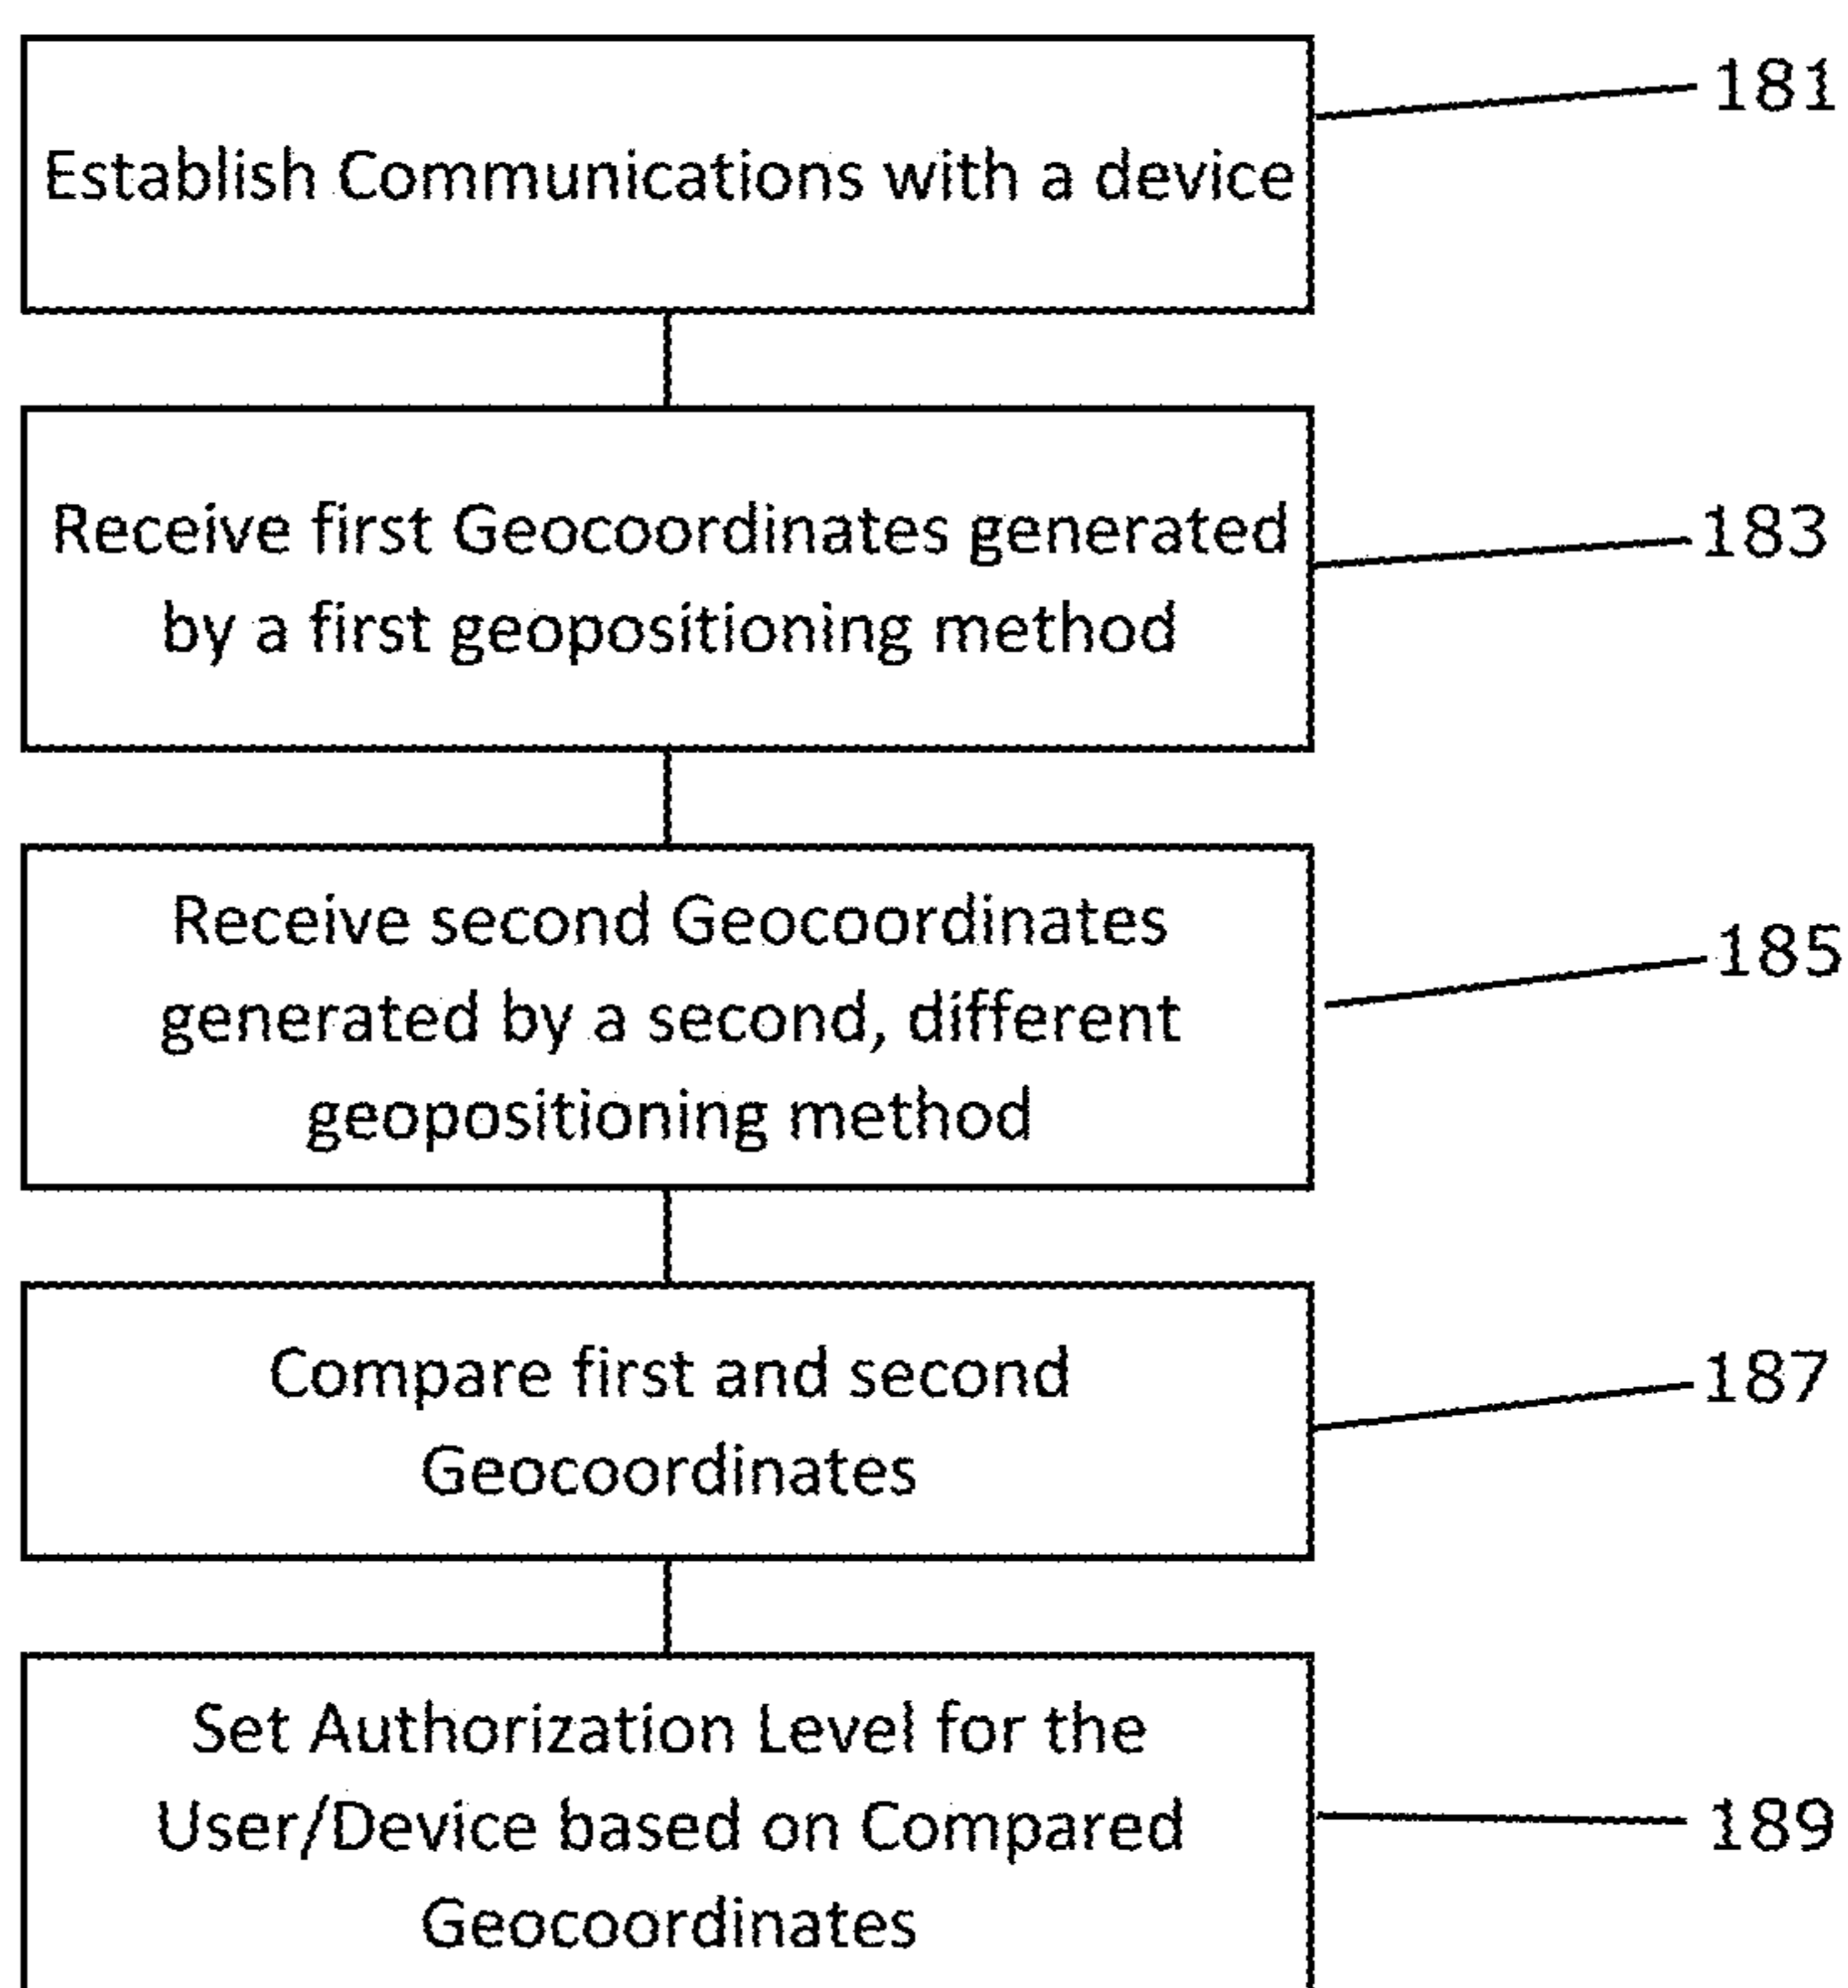 Establish Communications with a device
181
Receive first Geocoordinates generated
by a first geopositioning method
183
Receive second Geocoordinates
generated by a second, different
geopositioning method
185
Compare first and second
Geocoordinates
187
Set Authorization Level for the
User/Device based on Compared
Geocoordinates
189